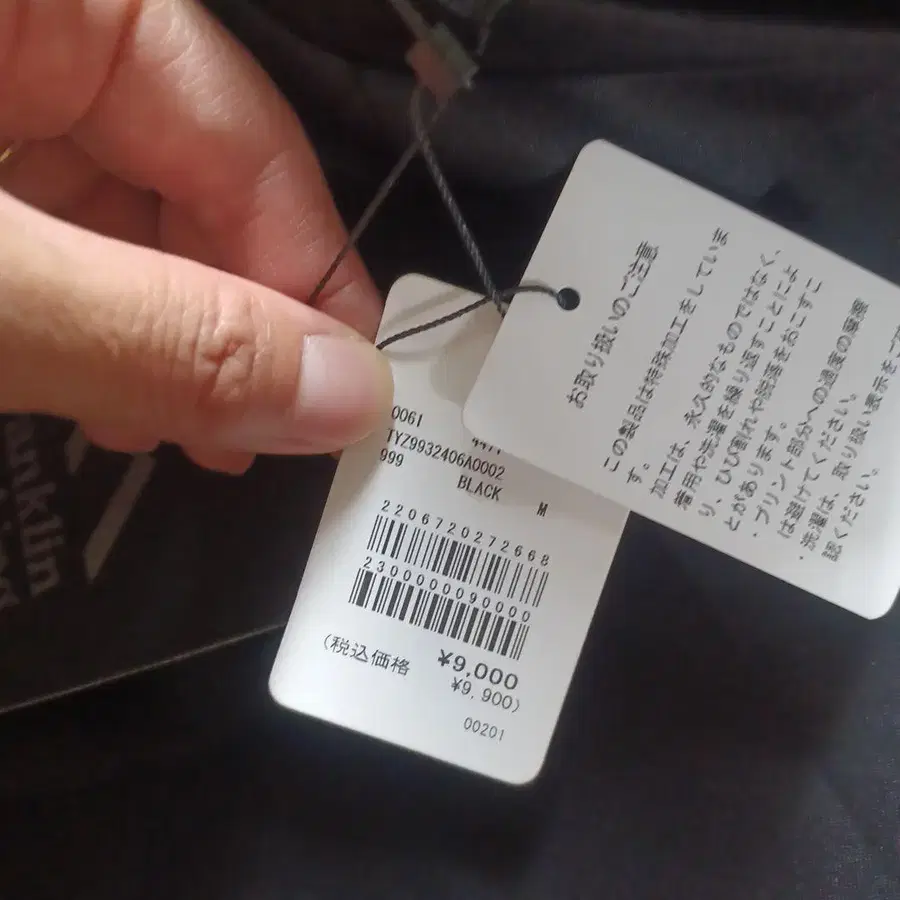 0061
TYZ9932406A0002
999
BLACK M
2206720272668
2300000090000
¥9,000
(税込価格 ¥9,900)
00201
お取り扱いのご注意
この製品は特殊加工をしていま
す。
加工は、永久的なものではなく、
着用や洗濯を繰り返すことによ
り、ひび割れや脱落をおこすこ
とがあります。
・プリント部分への過度の摩擦
は避けてください。
・洗濯は、取り扱い表示を
認ください。
anklin